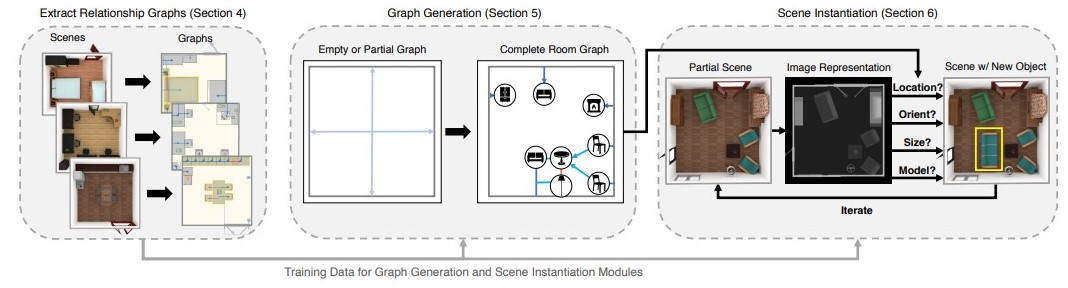 Extract Relationship Graphs (Section 4)
Scenes
Graphs
Graph Generation (Section 5)
Empty or Partial Graph
Complete Room Graph
Scene Instantiation (Section 6)
Partial Scene
Image Representation
Scene w/ New Object
Location?
Orient?
Size?
Model?
Iterate
Training Data for Graph Generation and Scene Instantiation Modules